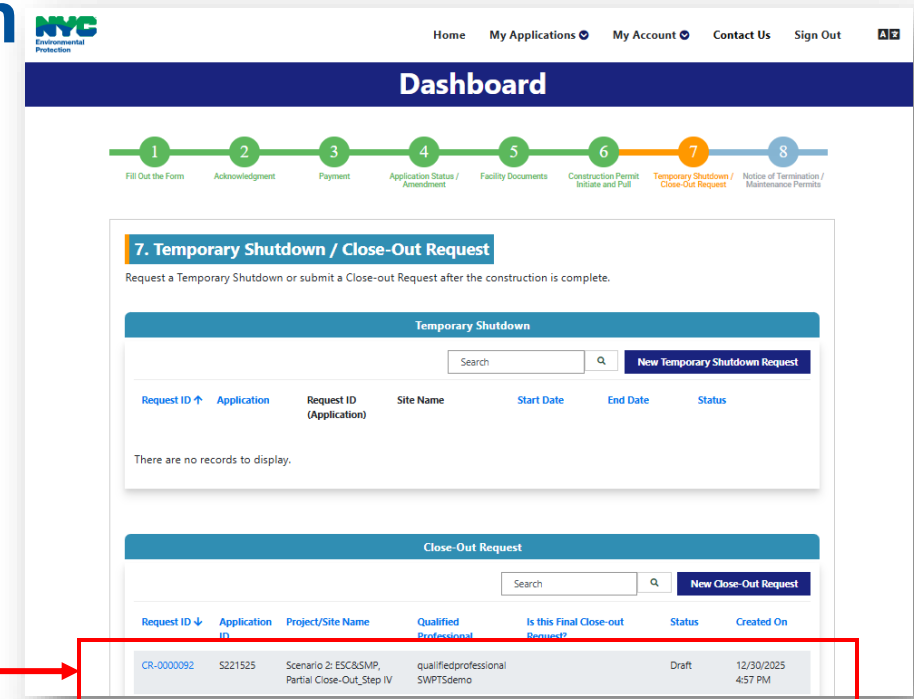 NYC
Environmental
Protection
Home My Applications My Account Contact Us Sign Out
Dashboard
1 2 3 4 5 6 7 8
Fill Out the Form Acknowledgment Payment Application Status / Amendment Facility Documents Construction Permit Initiate and Pull Temporary Shutdown / Close-Out Request Notice of Termination / Maintenance Permits
7. Temporary Shutdown / Close-Out Request
Request a Temporary Shutdown or submit a Close-out Request after the construction is complete.
Temporary Shutdown
Search New Temporary Shutdown Request
Request ID ↑ Application Request ID (Application) Site Name Start Date End Date Status
There are no records to display.
Close-Out Request
Search New Close-Out Request
Request ID ↓ Application ID Project/Site Name Qualified Professional Is this Final Close-out Request? Status Created On
CR-0000092 S221525 Scenario 2: ESC&SMP, Partial Close-Out_Step IV qualifiedprofessional SWPTSdemo Draft 12/30/2025 4:57 PM